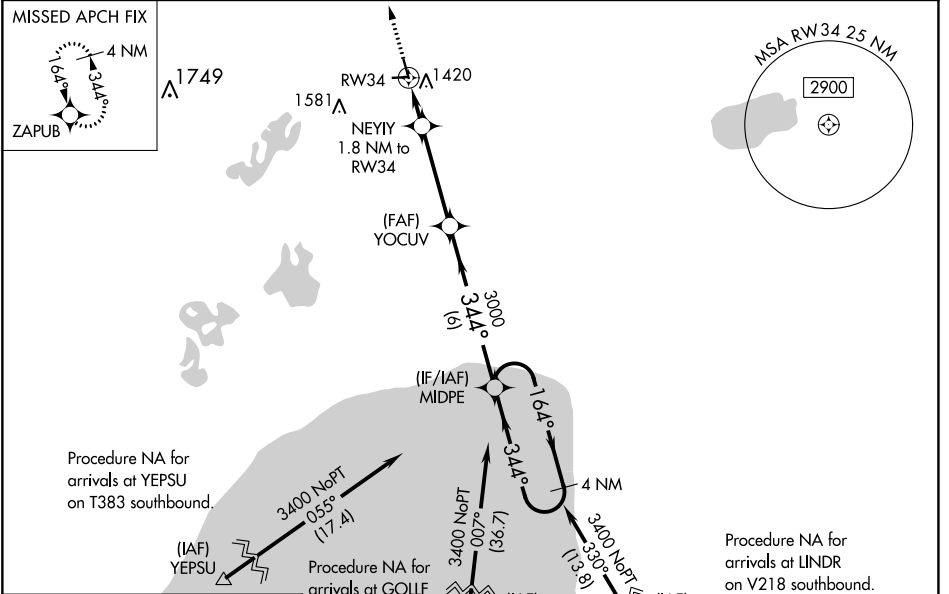 MISSED APCH FIX
4 NM
164°
344°
ZAPUB
1749
1581
RW34
1420
NEYIY
1.8 NM to
RW34
MSA RW34 25 NM
2900
(FAF)
YOCUV
3000
344°
(6)
(IF/IAF)
MIDPE
164°
344°
4 NM
Procedure NA for
arrivals at YEPSU
on T383 southbound.
3400 NoPT
055°
(17.4)
(IAF)
YEPSU
3400 NoPT
007°
(36.7)
3400 NoPT
330°
(13.8)
Procedure NA for
arrivals at GOLLF
Procedure NA for
arrivals at LINDR
on V218 southbound.